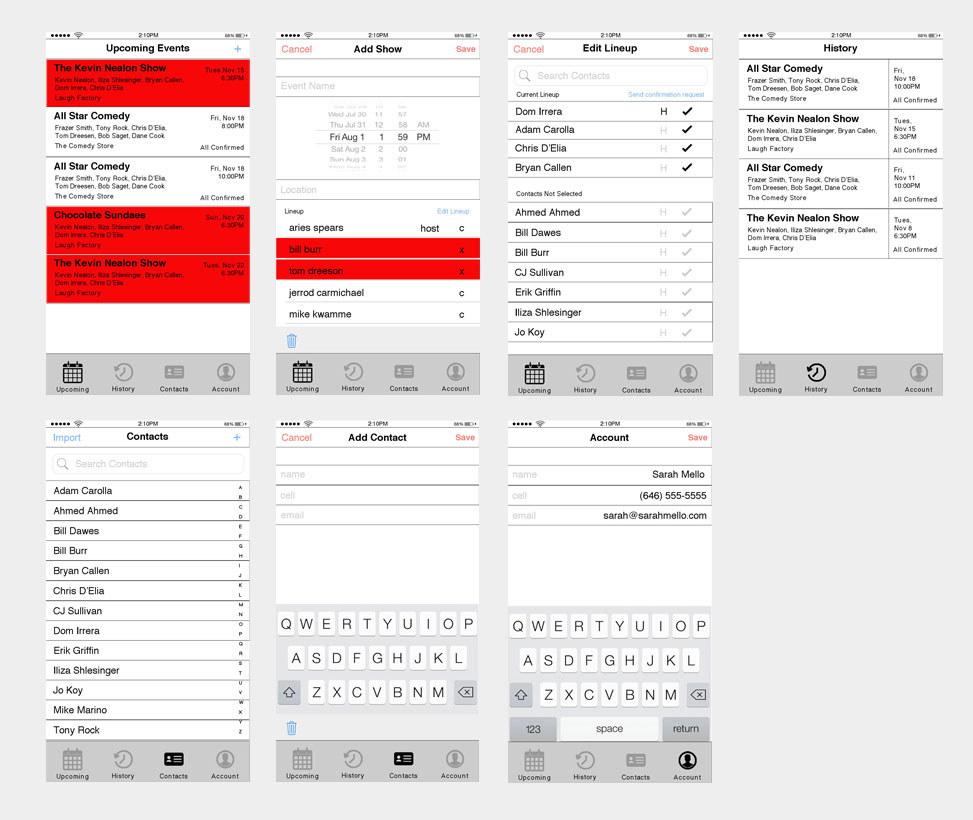 2:10PM 68%
Upcoming Events +
The Kevin Nealon Show Tues,Nov 15
6:30PM
Kevin Nealon, Iliza Shlesinger, Bryan Callen,
Dom Irrera, Chris D'Elia
Laugh Factory
All Star Comedy Fri, Nov 18
8:00PM
Frazer Smith, Tony Rock, Chris D'Elia,
Tom Dreesen, Bob Saget, Dane Cook
The Comedy Store All Confirmed
All Star Comedy Fri, Nov 18
10:00PM
Frazer Smith, Tony Rock, Chris D'Elia,
Tom Dreesen, Bob Saget, Dane Cook
The Comedy Store All Confirmed
Chocolate Sundaes Sun, Nov 20
6:30PM
Kevin Nealon, Iliza Shlesinger, Bryan Callen,
Dom Irrera, Chris D'Elia
Laugh Factory
The Kevin Nealon Show Tues, Nov 22
6:30PM
Kevin Nealon, Iliza Shlesinger, Bryan Callen,
Dom Irrera, Chris D'Elia
Laugh Factory
Upcoming History Contacts Account
2:10PM 68%
Cancel Add Show Save
Event Name
Wed Jul 30 11 57
Thu Jul 31 12 58 AM
Fri Aug 1 1 59 PM
Sat Aug 2 2 00
Sun Aug 3 3 01
Location
Lineup Edit Lineup
aries spears host c
bill burr x
tom dreeson x
jerrod carmichael c
mike kwamme c
Upcoming History Contacts Account
2:10PM 68%
Cancel Edit Lineup Save
Search Contacts
Current Lineup Send confirmation request
Dom Irrera H
Adam Carolla
Chris D'Elia
Bryan Callen
Contacts Not Selected
Ahmed Ahmed H
Bill Dawes H
Bill Burr H
CJ Sullivan H
Erik Griffin H
Iliza Shlesinger H
Jo Koy H
Upcoming History Contacts Account
2:10PM 68%
History
All Star Comedy Fri,
Nov 18
10:00PM
Frazer Smith, Tony Rock, Chris D'Elia,
Tom Dreesen, Bob Saget, Dane Cook
The Comedy Store All Confirmed
The Kevin Nealon Show Tues,
Nov 15
6:30PM
Kevin Nealon, Iliza Shlesinger, Bryan Callen,
Dom Irrera, Chris D'Elia
Laugh Factory All Confirmed
All Star Comedy Fri,
Nov 11
10:00PM
Frazer Smith, Tony Rock, Chris D'Elia,
Tom Dreesen, Bob Saget, Dane Cook
The Comedy Store All Confirmed
The Kevin Nealon Show Tues,
Nov 8
6:30PM
Kevin Nealon, Iliza Shlesinger, Bryan Callen,
Dom Irrera, Chris D'Elia
Laugh Factory All Confirmed
Upcoming History Contacts Account
2:10PM 68%
Import Contacts +
Search Contacts
Adam Carolla
Ahmed Ahmed
Bill Dawes
Bill Burr
Bryan Callen
Chris D'Elia
CJ Sullivan
Dom Irrera
Erik Griffin
Iliza Shlesinger
Jo Koy
Mike Marino
Tony Rock
A
B
C
D
E
F
G
H
I
J
K
L
M
N
O
P
Q
R
S
T
U
V
W
X
Y
Z
Upcoming History Contacts Account
2:10PM 68%
Cancel Add Contact Save
name
cell
email
Q W E R T Y U I O P
A S D F G H J K L
Z X C V B N M
Upcoming History Contacts Account
2:10PM 68%
Account Save
name Sarah Mello
cell (646) 555-5555
email sarah@sarahmello.com
Q W E R T Y U I O P
A S D F G H J K L
Z X C V B N M
123 space return
Upcoming History Contacts Account